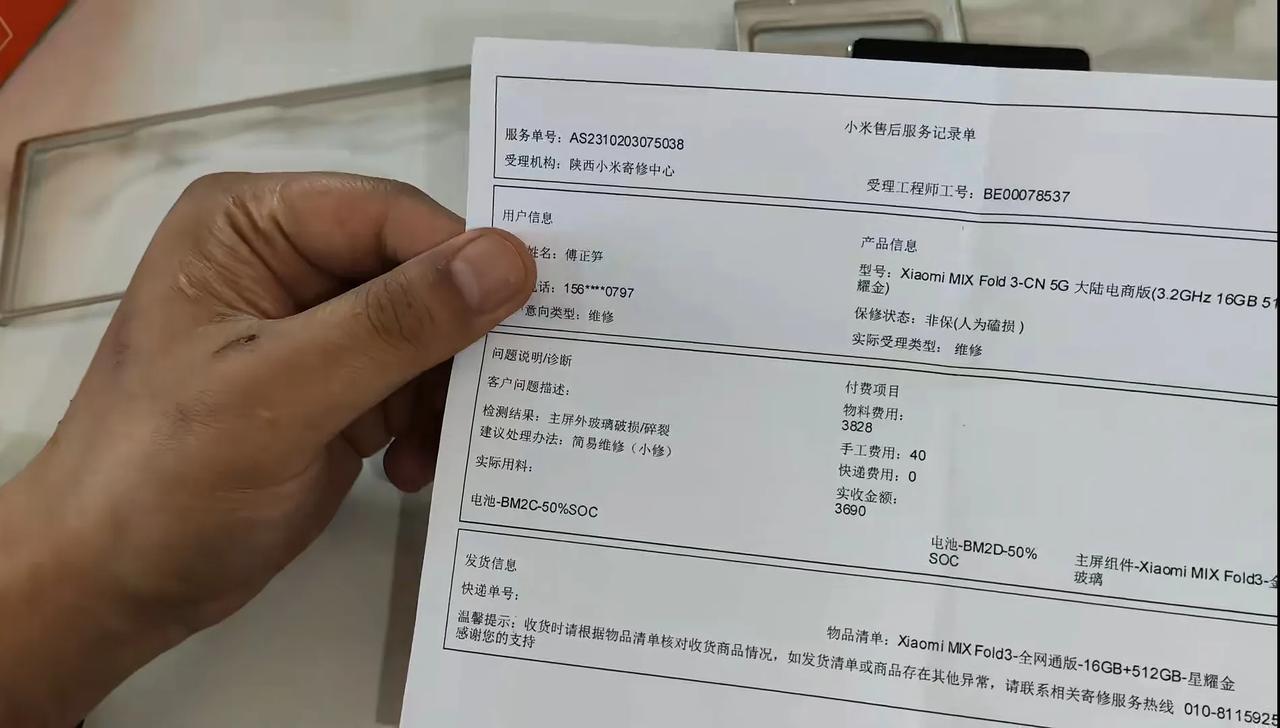 小米售后服务记录单
服务单号：AS2310203075038
受理机构：陕西小米寄修中心
受理工程师工号：BE00078537
用户信息
姓名：傅正笋
话：156****0797
意向类型：维修
产品信息
型号：Xiaomi MIX Fold 3-CN 5G 大陆电商版(3.2GHz 16GB 51
耀金)
保修状态：非保(人为磕损 )
实际受理类型： 维修
问题说明/诊断
客户问题描述：
检测结果：主屏外玻璃破损/碎裂
建议处理办法：简易维修（小修）
实际用料：
电池-BM2C-50%SOC
付费项目
物料费用：
3828
手工费用：40
快递费用：0
实收金额：
3690
电池-BM2D-50%
SOC
主屏组件-Xiaomi MIX Fold3-金
玻璃
发货信息
快递单号：
物品清单： Xiaomi MIX Fold3-全网通版-16GB+512GB-星耀金
温馨提示：收货时请根据物品清单核对收货商品情况，如发货清单或商品存在其他异常，请联系相关寄修服务热线 010-8115925
感谢您的支持